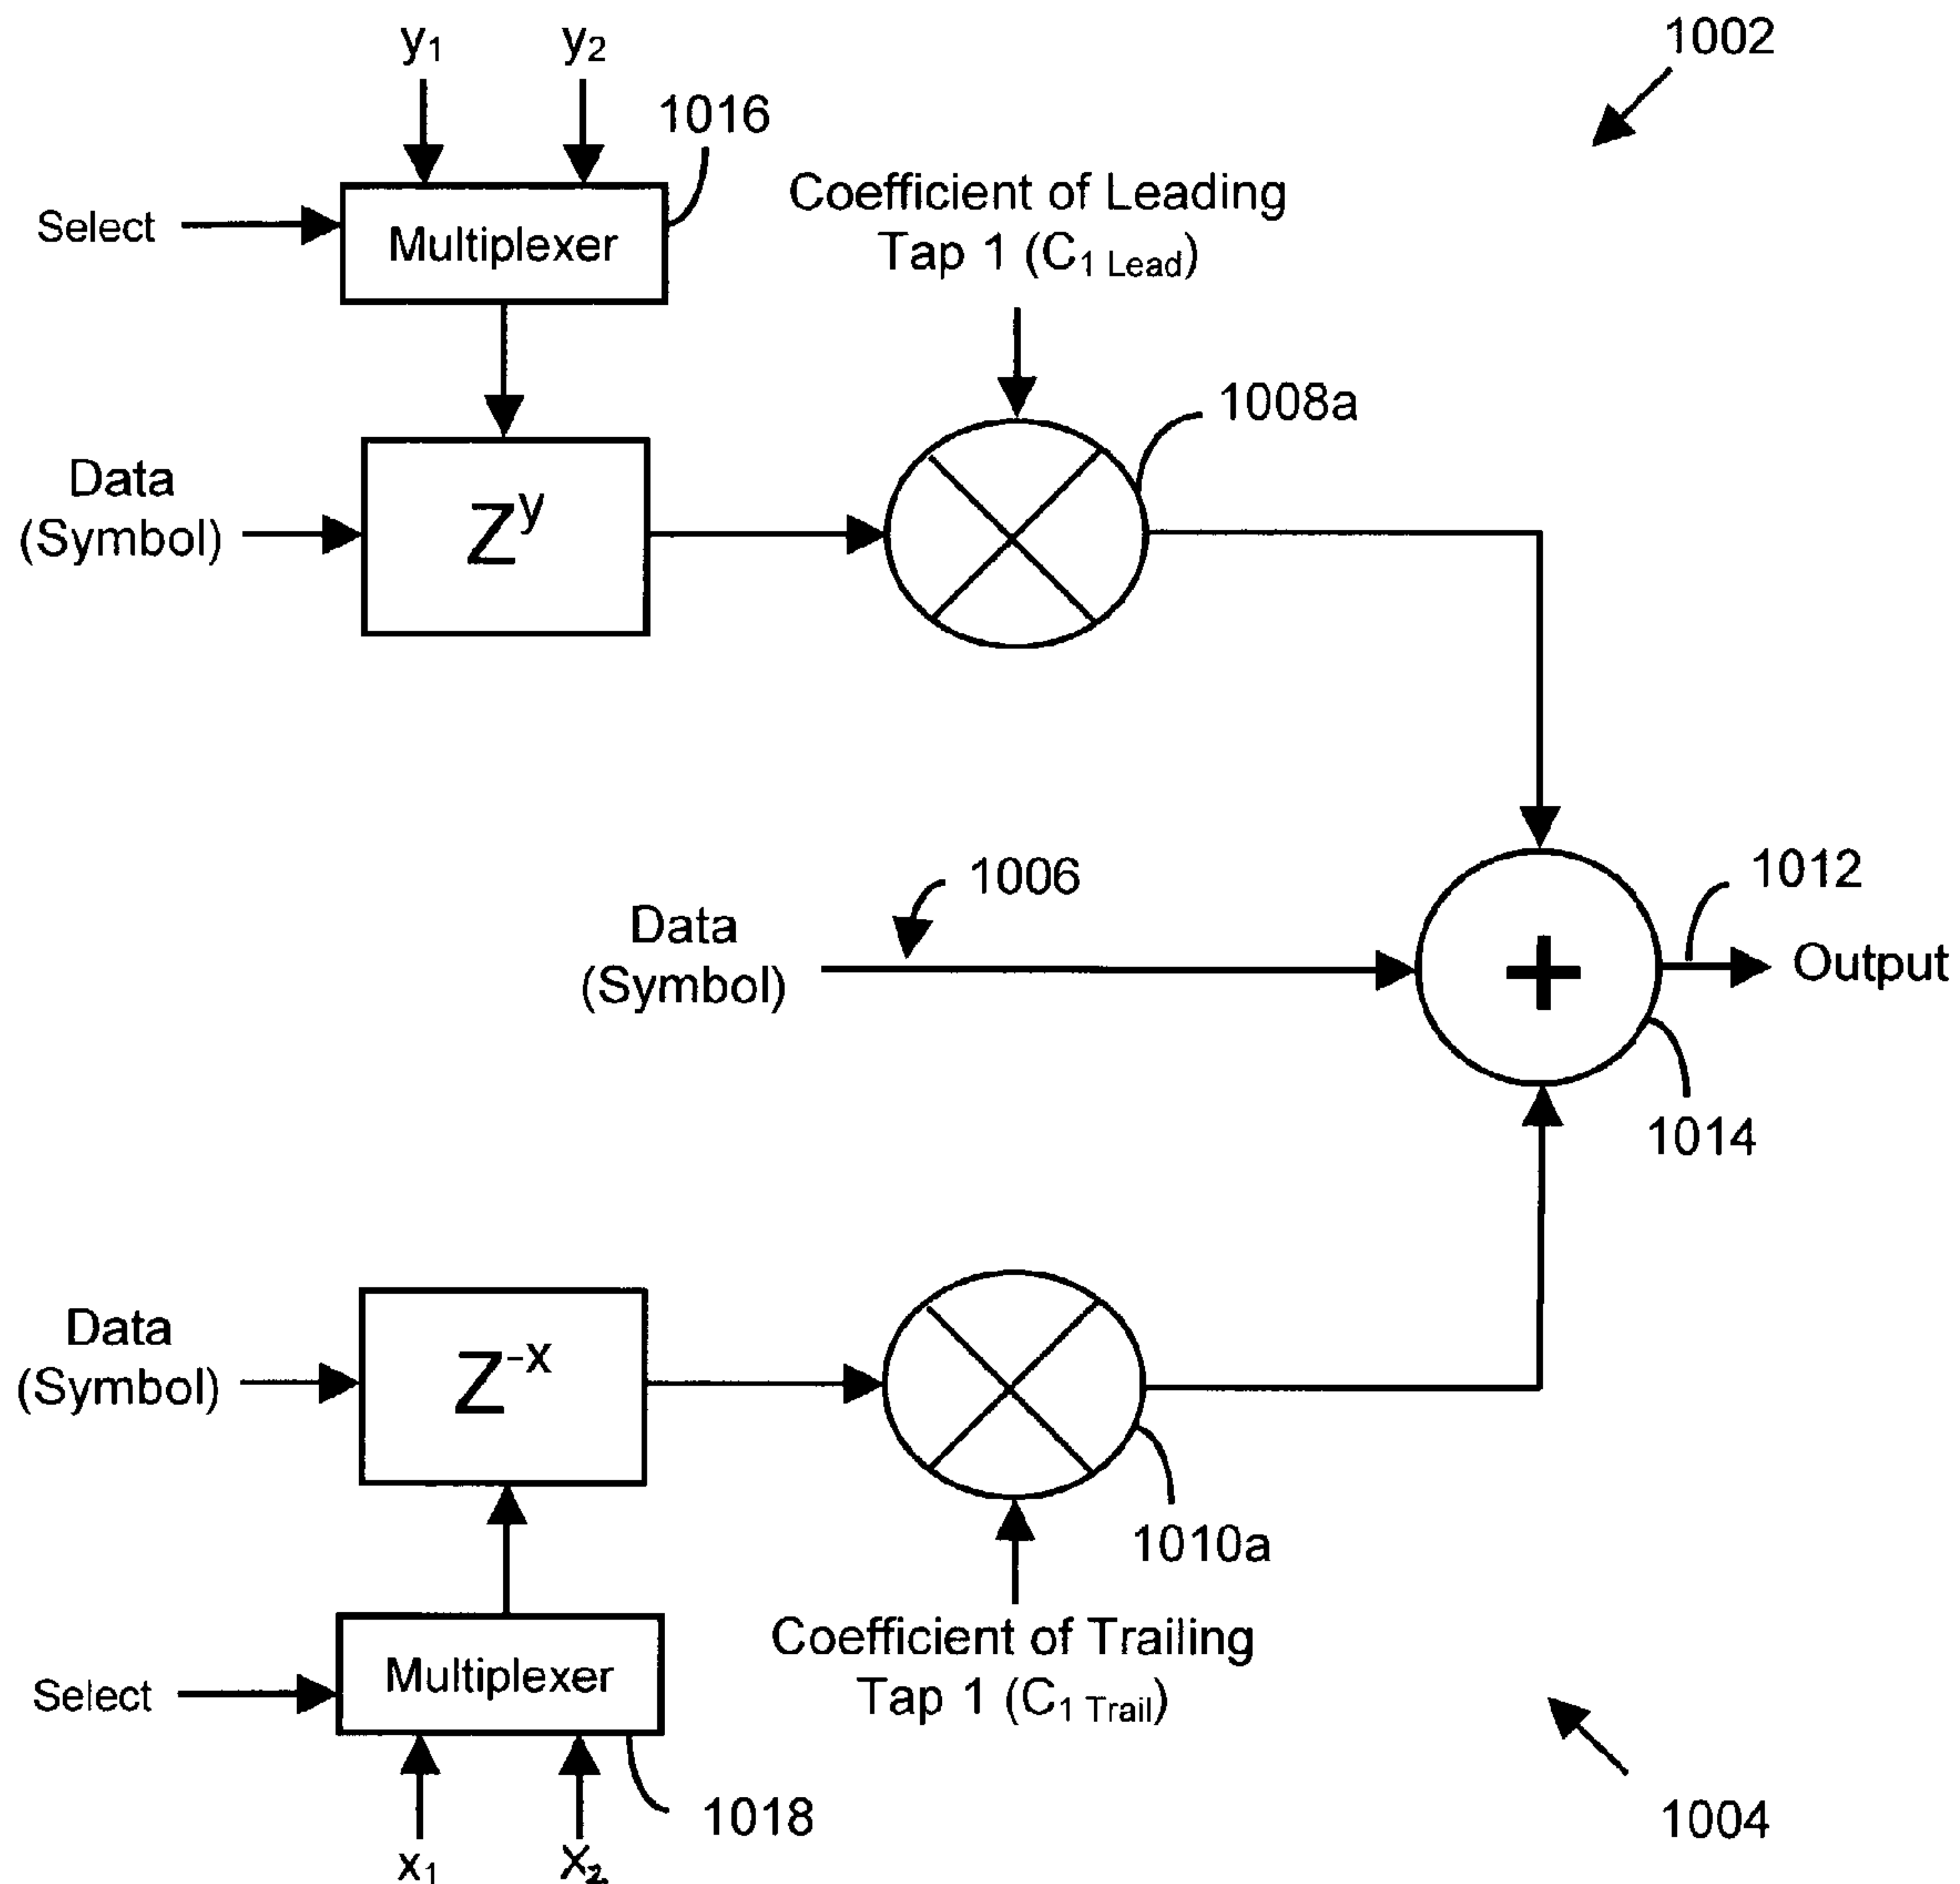 1002
y1 y2
1016
Select
Multiplexer
Coefficient of Leading
Tap 1 (C1 Lead)
1008a
Data
(Symbol)
Zy
1006
1012
Data
(Symbol)
+
Output
1014
Data
(Symbol)
Z-x
1010a
Select
Multiplexer
Coefficient of Trailing
Tap 1 (C1 Trail)
1018
1004
x1 x2